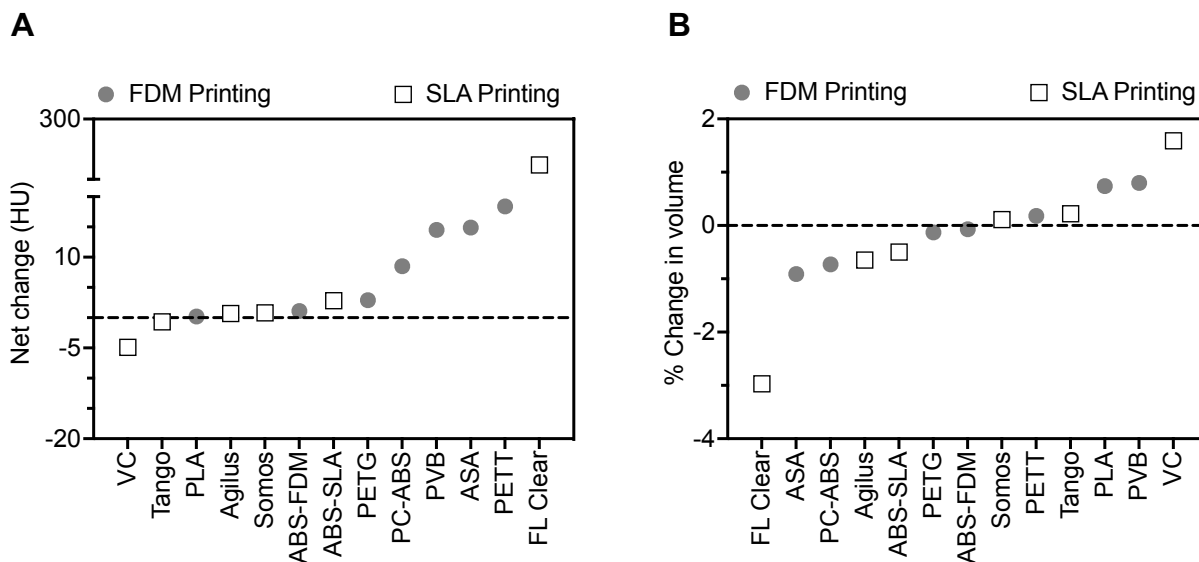 A
FDM Printing
SLA Printing
Net change (HU)
300
10
-5
-20
VC
Tango
PLA
Agilus
Somos
ABS-FDM
ABS-SLA
PETG
PC-ABS
PVB
ASA
PETT
FL Clear
B
FDM Printing
SLA Printing
% Change in volume
2
0
-2
-4
FL Clear
ASA
PC-ABS
Agilus
ABS-SLA
PETG
ABS-FDM
Somos
PETT
Tango
PLA
PVB
VC